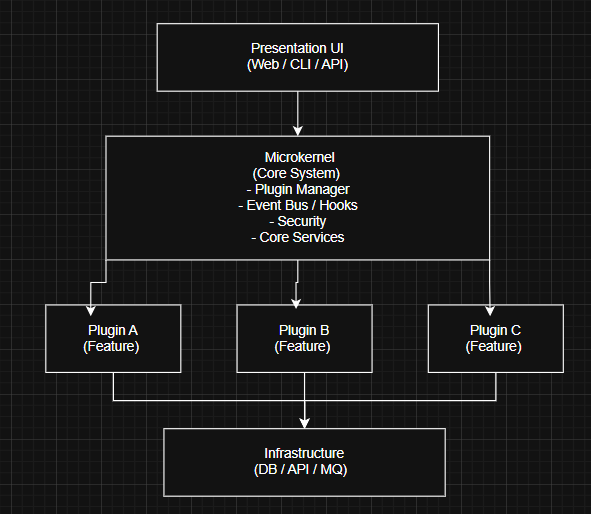 Presentation UI
(Web / CLI / API)
Microkernel
(Core System)
- Plugin Manager
- Event Bus / Hooks
- Security
- Core Services
Plugin A
(Feature)
Plugin B
(Feature)
Plugin C
(Feature)
Infrastructure
(DB / API / MQ)